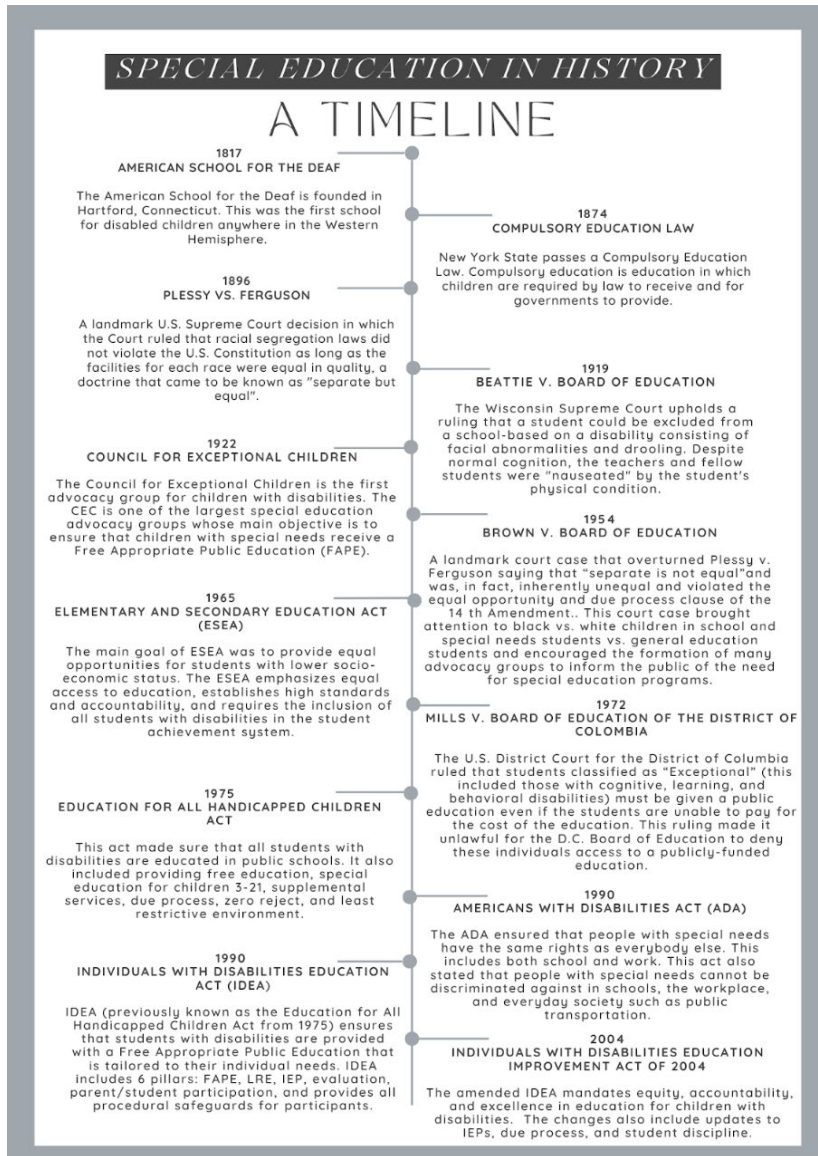 SPECIAL EDUCATION IN HISTORY
A TIMELINE
1817
AMERICAN SCHOOL FOR THE DEAF
The American School for the Deaf is founded in
Hartford, Connecticut. This was the first school
for disabled children anywhere in the Western
Hemisphere.
1874
COMPULSORY EDUCATION LAW
New York State passes a Compulsory Education
Law. Compulsory education is education in which
children are required by law to receive and for
governments to provide.
1896
PLESSY VS. FERGUSON
A landmark U.S. Supreme Court decision in which
the Court ruled that racial segregation laws did
not violate the U.S. Constitution as long as the
facilities for each race were equal in quality, a
doctrine that came to be known as "separate but
equal".
1919
BEATTIE V. BOARD OF EDUCATION
The Wisconsin Supreme Court upholds a
ruling that a student could be excluded from
a school-based on a disability consisting of
facial abnormalities and drooling. Despite
normal cognition, the teachers and fellow
students were "nauseated" by the student's
physical condition.
1922
COUNCIL FOR EXCEPTIONAL CHILDREN
The Council for Exceptional Children is the first
advocacy group for children with disabilities. The
CEC is one of the largest special education
advocacy groups whose main objective is to
ensure that children with special needs receive a
Free Appropriate Public Education (FAPE).
1954
BROWN V. BOARD OF EDUCATION
A landmark court case that overturned Plessy v.
Ferguson saying that “separate is not equal”and
was, in fact, inherently unequal and violated the
equal opportunity and due process clause of the
14 th Amendment.. This court case brought
attention to black vs. white children in school and
special needs students vs. general education
students and encouraged the formation of many
advocacy groups to inform the public of the need
for special education programs.
1965
ELEMENTARY AND SECONDARY EDUCATION ACT
(ESEA)
The main goal of ESEA was to provide equal
opportunities for students with lower socio-
economic status. The ESEA emphasizes equal
access to education, establishes high standards
and accountability, and requires the inclusion of
all students with disabilities in the student
achievement system.
1972
MILLS V. BOARD OF EDUCATION OF THE DISTRICT OF
COLOMBIA
The U.S. District Court for the District of Columbia
ruled that students classified as “Exceptional” (this
included those with cognitive, learning, and
behavioral disabilities) must be given a public
education even if the students are unable to pay for
the cost of the education. This ruling made it
unlawful for the D.C. Board of Education to deny
these individuals access to a publicly-funded
education.
1975
EDUCATION FOR ALL HANDICAPPED CHILDREN
ACT
This act made sure that all students with
disabilities are educated in public schools. It also
included providing free education, special
education for children 3-21, supplemental
services, due process, zero reject, and least
restrictive environment.
1990
AMERICANS WITH DISABILITIES ACT (ADA)
The ADA ensured that people with special needs
have the same rights as everybody else. This
includes both school and work. This act also
stated that people with special needs cannot be
discriminated against in schools, the workplace,
and everyday society such as public
transportation.
1990
INDIVIDUALS WITH DISABILITIES EDUCATION
ACT (IDEA)
IDEA (previously known as the Education for All
Handicapped Children Act from 1975) ensures
that students with disabilities are provided
with a Free Appropriate Public Education that
is tailored to their individual needs. IDEA
includes 6 pillars: FAPE, LRE, IEP, evaluation,
parent/student participation, and provides all
procedural safeguards for participants.
2004
INDIVIDUALS WITH DISABILITIES EDUCATION
IMPROVEMENT ACT OF 2004
The amended IDEA mandates equity, accountability,
and excellence in education for children with
disabilities. The changes also include updates to
IEPs, due process, and student discipline.